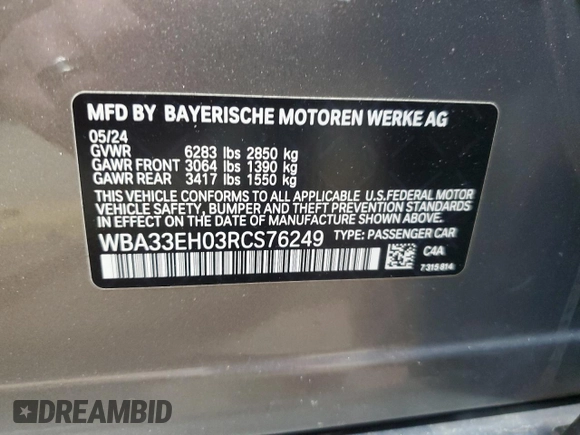 MFD BY BAYERISCHE MOTOREN WERKE AG
05/24
GVWR 6283 lbs 2850 kg
GAWR FRONT 3064 lbs 1390 kg
GAWR REAR 3417 lbs 1550 kg
THIS VEHICLE CONFORMS TO ALL APPLICABLE U.S.FEDERAL MOTOR
VEHICLE SAFETY, BUMPER AND THEFT PREVENTION STANDARDS
IN EFFECT ON THE DATE OF MANUFACTURE SHOWN ABOVE.
WBA33EH03RCS76249 TYPE: PASSENGER CAR
C4A
7315814
DREAMBID